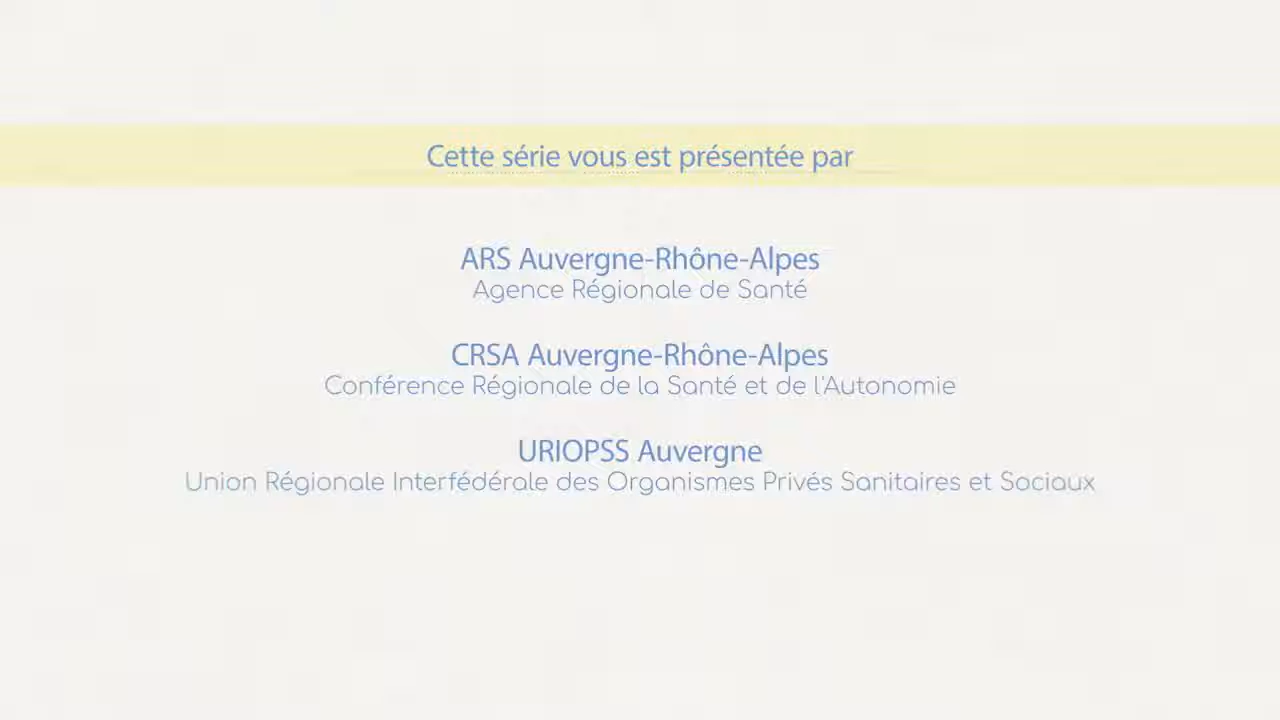 Cette série vous est présentée par
ARS Auvergne-Rhône-Alpes
Agence Régionale de Santé
CRSA Auvergne-Rhône-Alpes
Conférence Régionale de la Santé et de l'Autonomie
URIOPSS Auvergne
Union Régionale Interfédérale des Organismes Privés Sanitaires et Sociaux